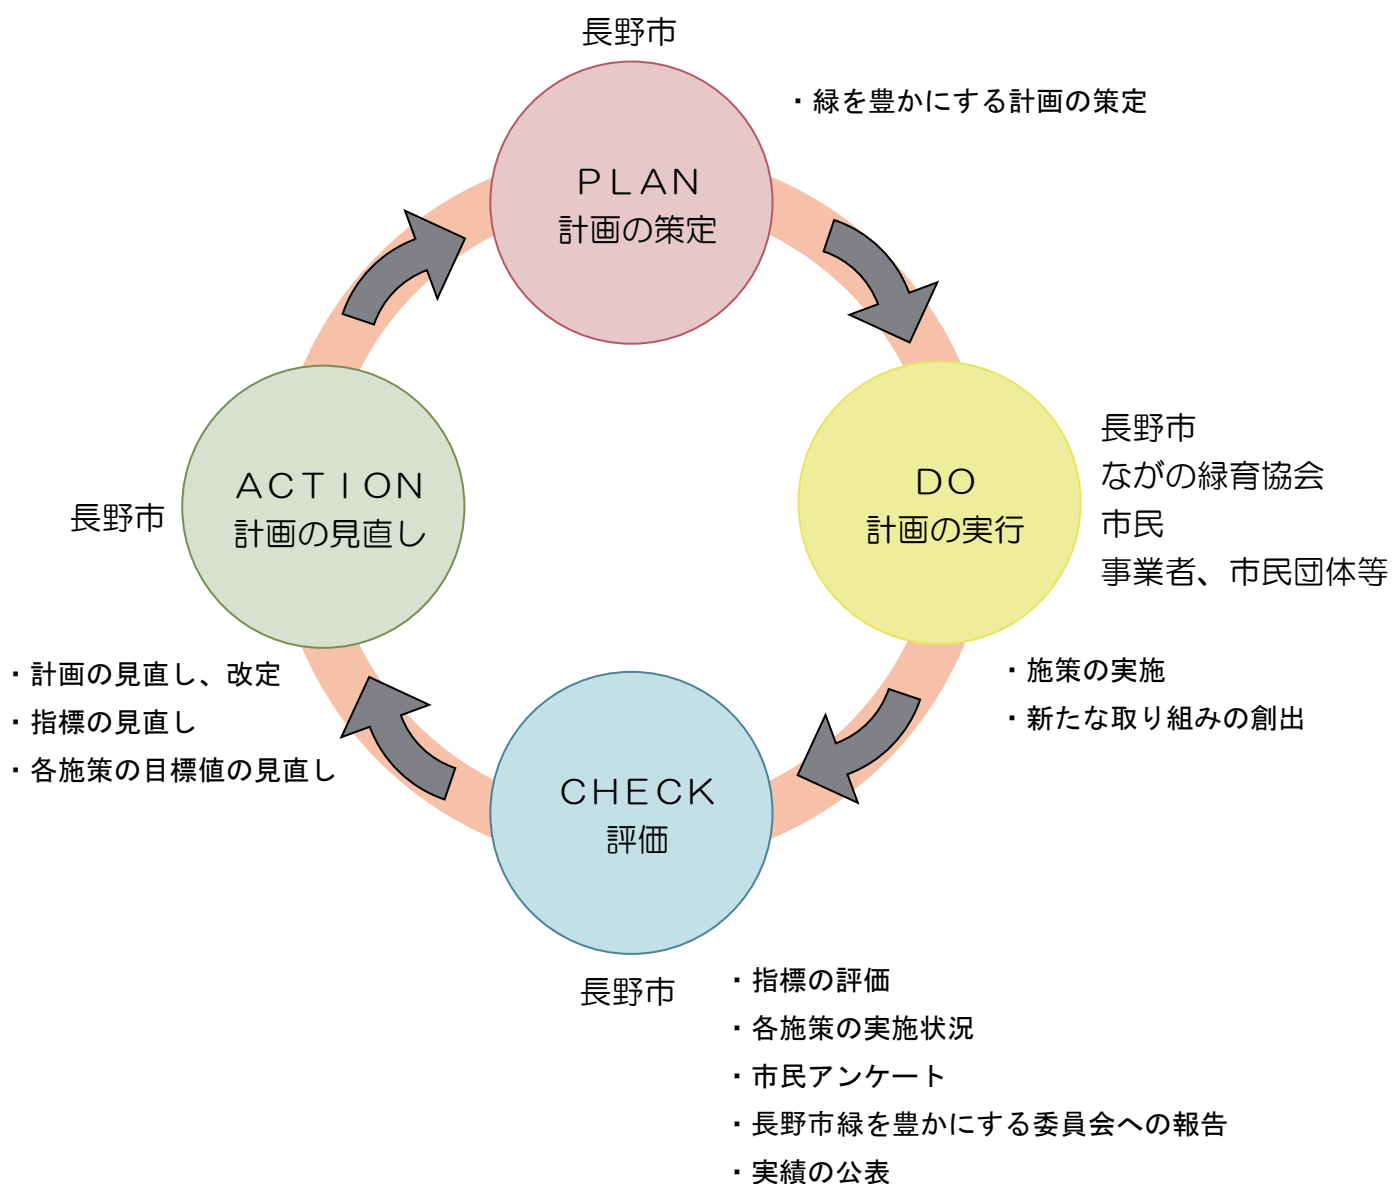 長野市
・緑を豊かにする計画の策定
ＰＬＡＮ
計画の策定
ＤＯ
計画の実行
長野市
ながの緑育協会
市民
事業者、市民団体等
・施策の実施
・新たな取り組みの創出
ＣＨＥＣＫ
評価
長野市
・指標の評価
・各施策の実施状況
・市民アンケート
・長野市緑を豊かにする委員会への報告
・実績の公表
ＡＣＴＩＯＮ
計画の見直し
長野市
・計画の見直し、改定
・指標の見直し
・各施策の目標値の見直し